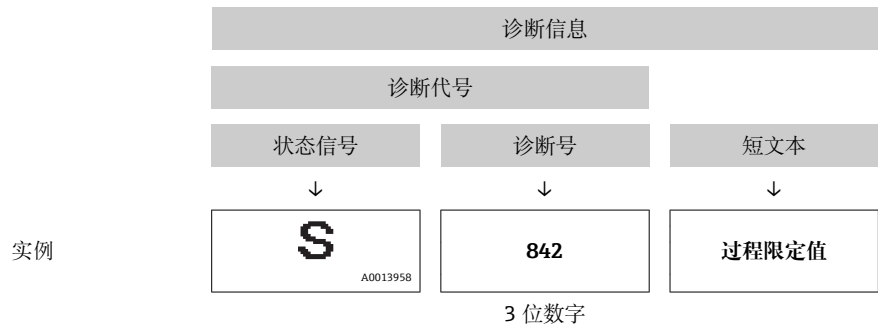 诊断信息
诊断代号
状态信号 诊断号 短文本
↓ ↓ ↓
实例 S 842 过程限定值
A0013958
3 位数字